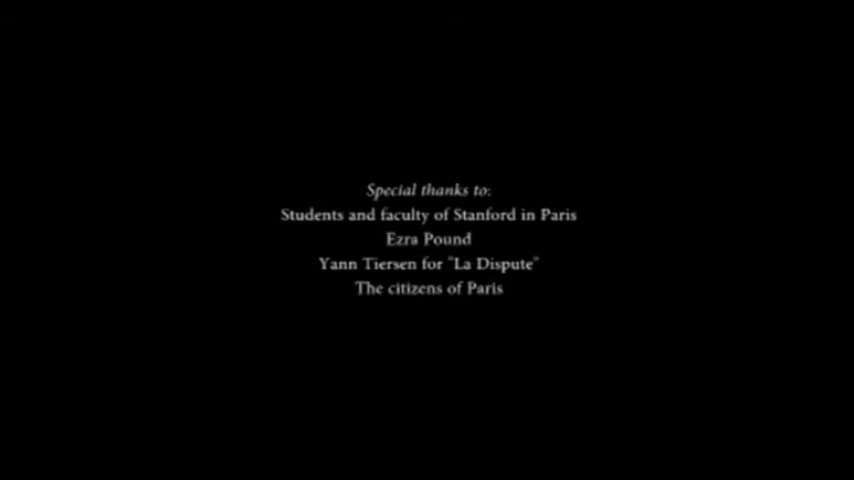 Special thanks to:
Students and faculty of Stanford in Paris
Ezra Pound
Yann Tiersen for "La Dispute"
The citizens of Paris